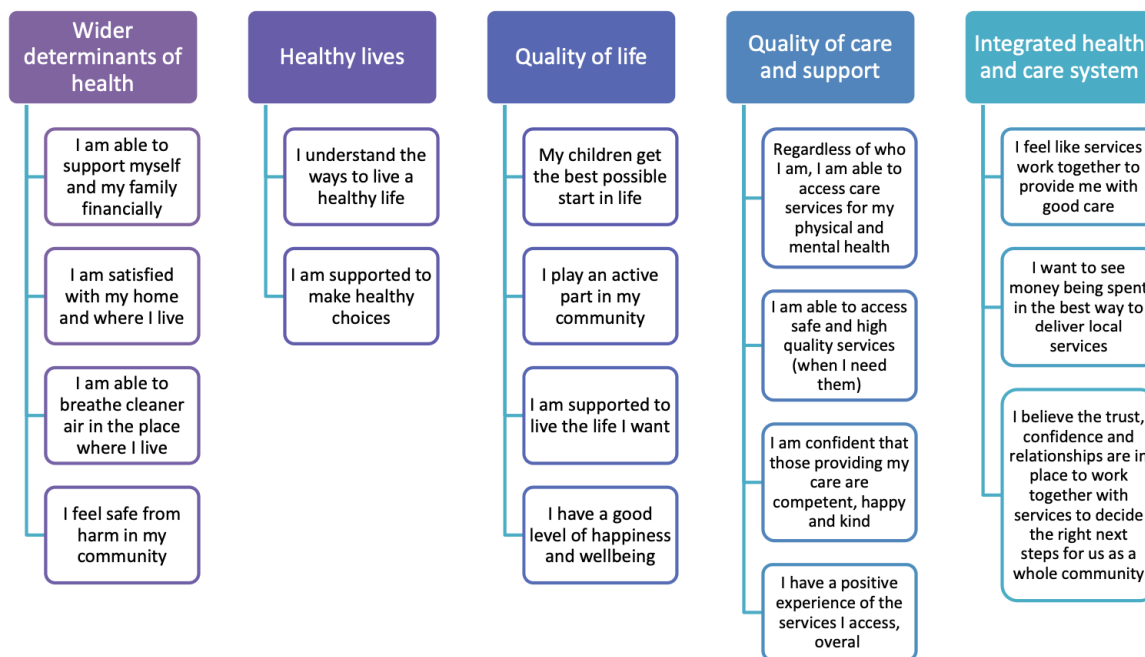 Wider
determinants of
health
I am able to
support myself
and my family
financially
I am satisfied
with my home
and where I live
I am able to
breathe cleaner
air in the place
where I live
I feel safe from
harm in my
community
Healthy lives
I understand the
ways to live a
healthy life
I am supported to
make healthy
choices
Quality of life
My children get
the best possible
start in life
I play an active
part in my
community
I am supported to
live the life I want
I have a good
level of happiness
and wellbeing
Quality of care
and support
Regardless of who
I am, I am able to
access care
services for my
physical and
mental health
I am able to access
safe and high
quality services
(when I need
them)
I am confident that
those providing my
care are
competent, happy
and kind
I have a positive
experience of the
services I access,
overal
Integrated health
and care system
I feel like services
work together to
provide me with
good care
I want to see
money being spent
in the best way to
deliver local
services
I believe the trust,
confidence and
relationships are in
place to work
together with
services to decide
the right next
steps for us as a
whole community